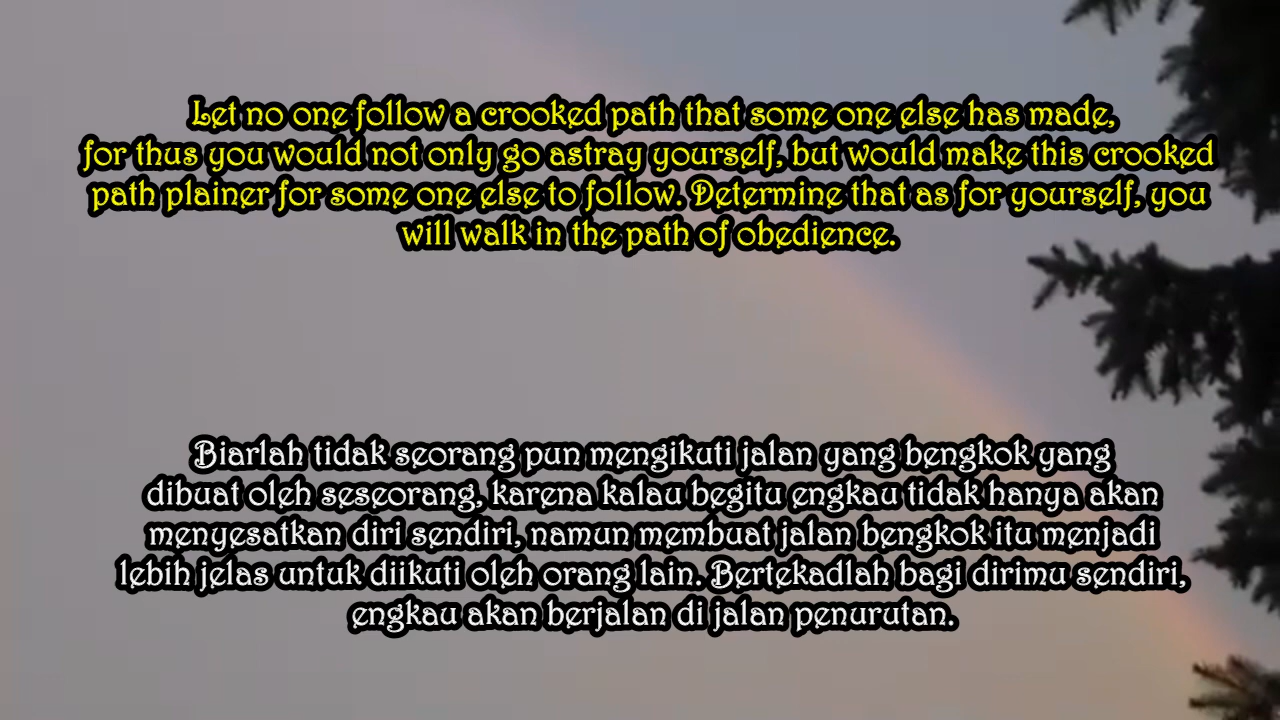 Let no one follow a crooked path that some one else has made,
for thus you would not only go astray yourself, but would make this crooked
path plainer for some one else to follow. Determine that as for yourself, you
will walk in the path of obedience.
Biarlah tidak seorang pun mengikuti jalan yang bengkok yang
dibuat oleh seseorang, karena kalau begitu engkau tidak hanya akan
menyesatkan diri sendiri, namun membuat jalan bengkok itu menjadi
lebih jelas untuk diikuti oleh orang lain. Bertekadlah bagi dirimu sendiri,
engkau akan berjalan di jalan penurutan.